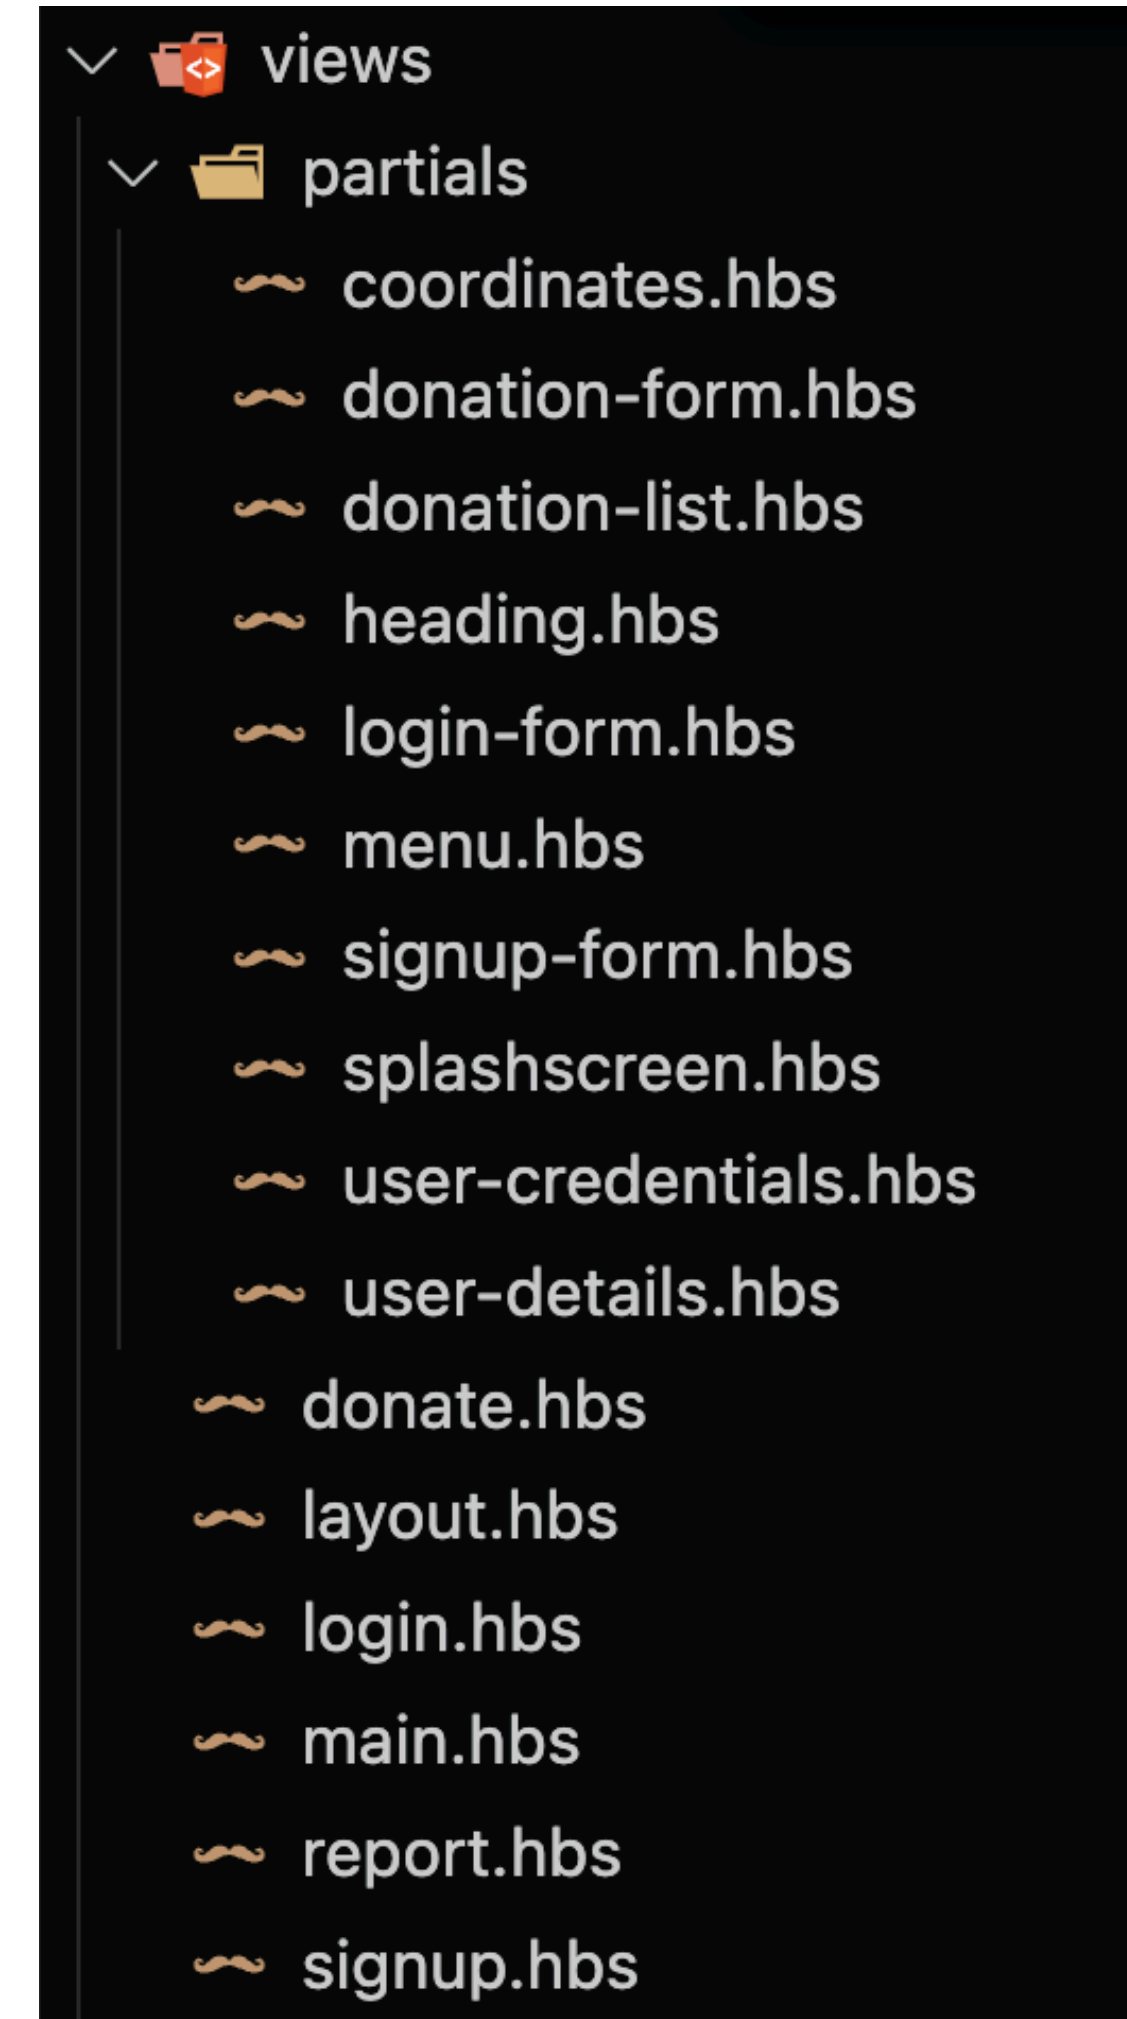 views
partials
coordinates.hbs
donation-form.hbs
donation-list.hbs
heading.hbs
login-form.hbs
menu.hbs
signup-form.hbs
splashscreen.hbs
user-credentials.hbs
user-details.hbs
donate.hbs
layout.hbs
login.hbs
main.hbs
report.hbs
signup.hbs